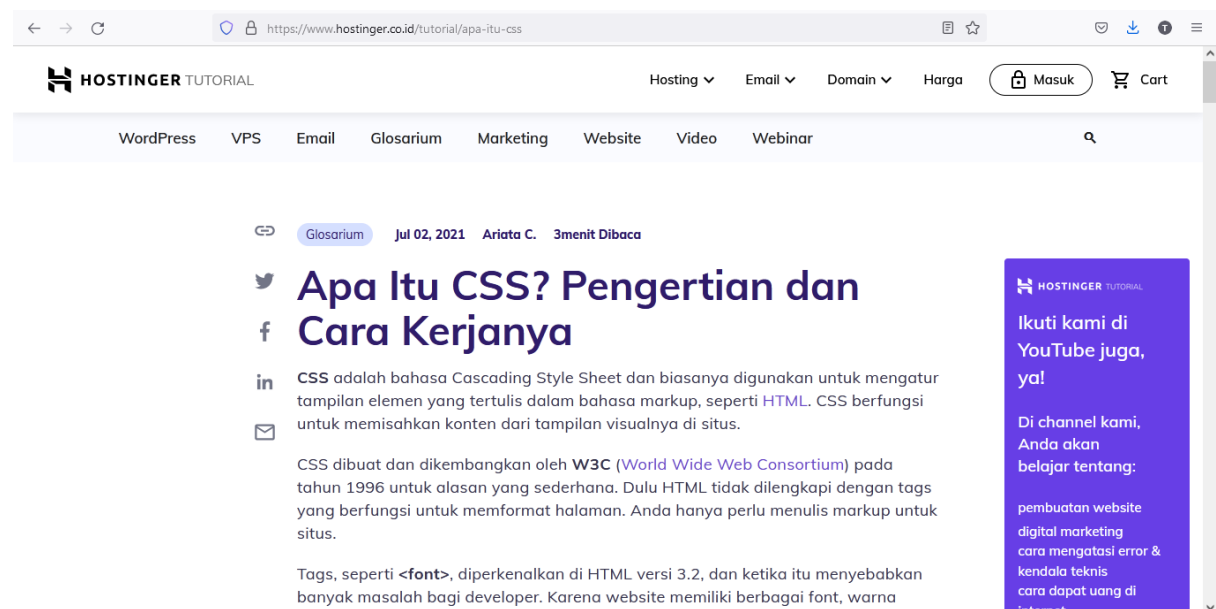 https://www.hostinger.co.id/tutorial/apa-itu-css
HOSTINGER TUTORIAL
Hosting
Email
Domain
Harga
Masuk
Cart
WordPress
VPS
Email
Glosarium
Marketing
Website
Video
Webinar
Glosarium
Jul 02, 2021
Ariata C.
3menit Dibaca
Apa Itu CSS? Pengertian dan
Cara Kerjanya
CSS adalah bahasa Cascading Style Sheet dan biasanya digunakan untuk mengatur
tampilan elemen yang tertulis dalam bahasa markup, seperti HTML. CSS berfungsi
untuk memisahkan konten dari tampilan visualnya di situs.
CSS dibuat dan dikembangkan oleh W3C (World Wide Web Consortium) pada
tahun 1996 untuk alasan yang sederhana. Dulu HTML tidak dilengkapi dengan tags
yang berfungsi untuk memformat halaman. Anda hanya perlu menulis markup untuk
situs.
Tags, seperti <font>, diperkenalkan di HTML versi 3.2, dan ketika itu menyebabkan
banyak masalah bagi developer. Karena website memiliki berbagai font, warna
HOSTINGER TUTORIAL
Ikuti kami di
YouTube juga,
ya!
Di channel kami,
Anda akan
belajar tentang:
pembuatan website
digital marketing
cara mengatasi error &
kendala teknis
cara dapat uang di